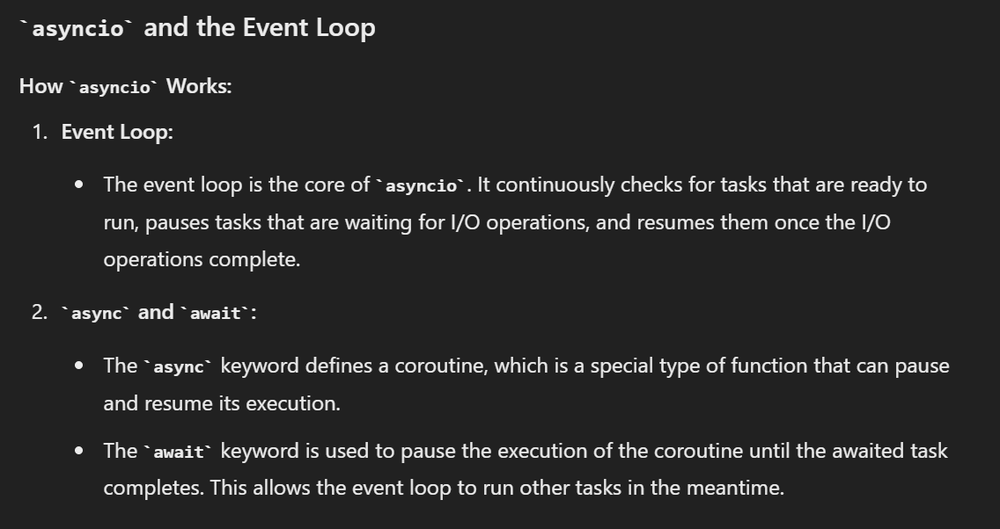 `asyncio` and the Event Loop
How `asyncio` Works:
1. Event Loop:
• The event loop is the core of `asyncio`. It continuously checks for tasks that are ready to
run, pauses tasks that are waiting for I/O operations, and resumes them once the I/O
operations complete.
2. `async` and `await`:
• The `async` keyword defines a coroutine, which is a special type of function that can pause
and resume its execution.
• The `await` keyword is used to pause the execution of the coroutine until the awaited task
completes. This allows the event loop to run other tasks in the meantime.